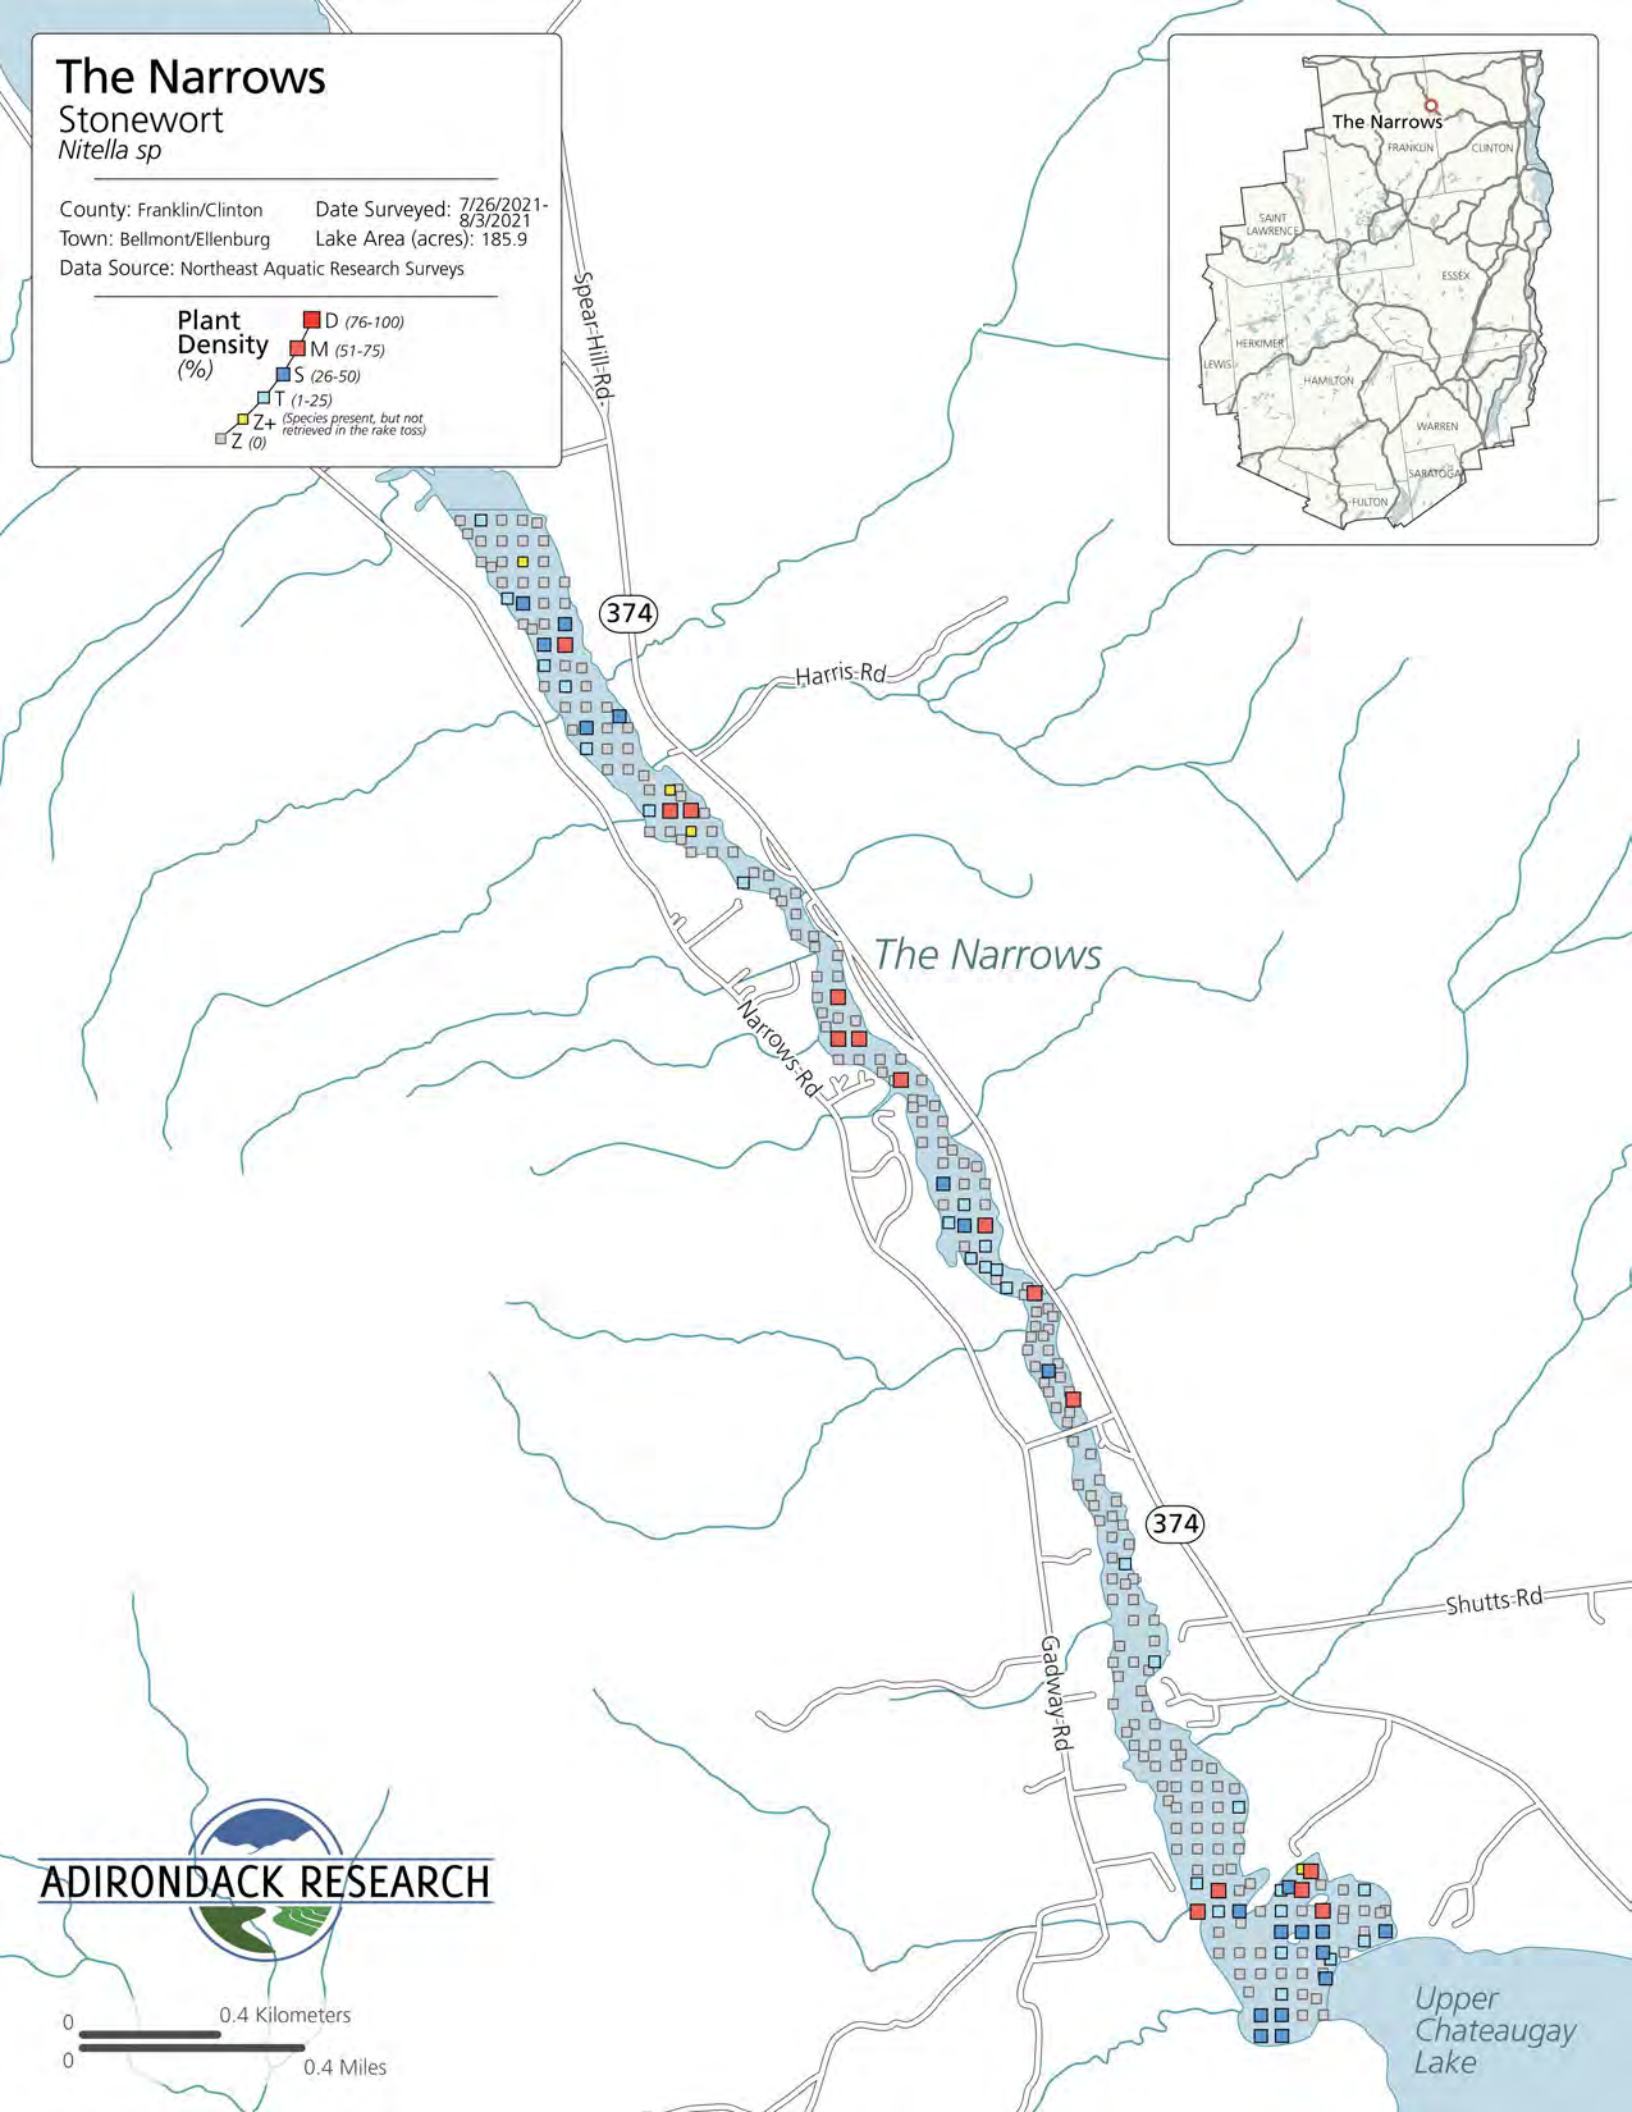 The Narrows
Stonewort
Nitella sp
County: Franklin/Clinton
Date Surveyed: 7/26/2021-
8/3/2021
Town: Bellmont/Ellenburg
Lake Area (acres): 185.9
Data Source: Northeast Aquatic Research Surveys
Plant
Density
(%)
D (76-100)
M (51-75)
S (26-50)
T (1-25)
Z+ (Species present, but not
retrieved in the rake toss)
Z (0)
The Narrows
FRANKLIN
CLINTON
SAINT
LAWRENCE
ESSEX
HERKIMER
LEWIS
HAMILTON
WARREN
SARATOGA
FULTON
Spear-Hill-Rd-
374
Harris-Rd
The Narrows
Narrows-Rd
374
Shutts-Rd
Gadway-Rd
ADIRONDACK RESEARCH
0
0.4 Kilometers
0
0.4 Miles
Upper
Chateaugay
Lake